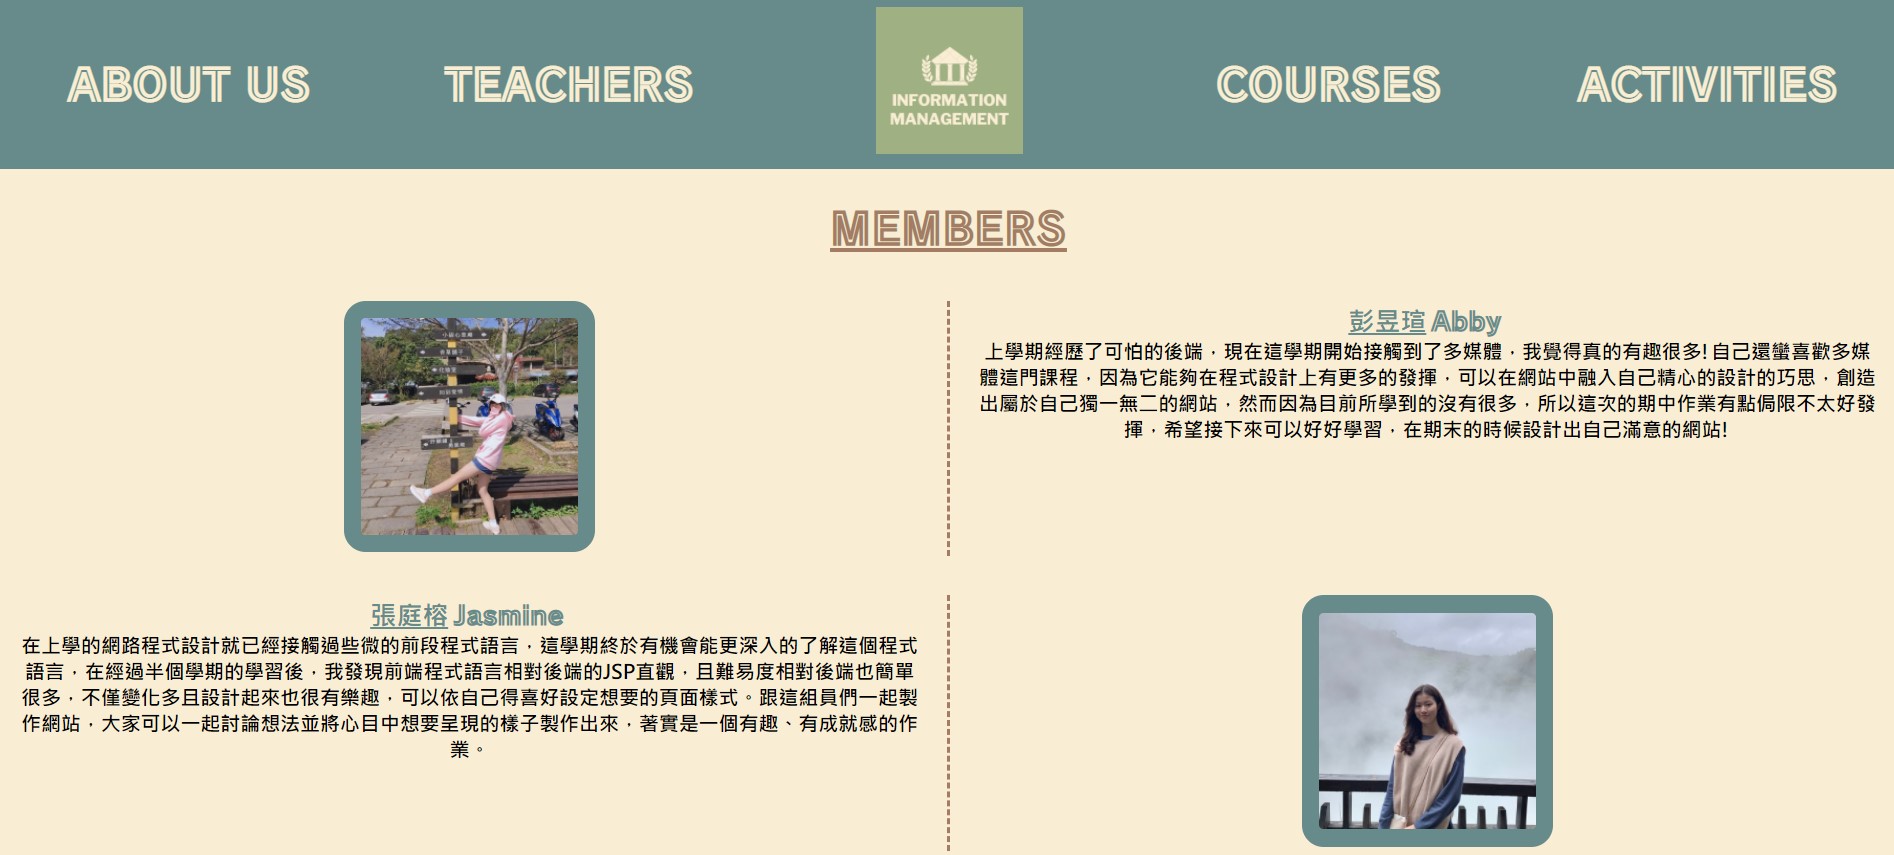 ABOUT US
TEACHERS
INFORMATION
MANAGEMENT
COURSES
ACTIVITIES
MEMBERS
彭昱瑄 Abby
上學期經歷了可怕的後端，現在這學期開始接觸到了多媒體，我覺得真的有趣很多! 自己還蠻喜歡多媒
體這門課程，因為它能夠在程式設計上有更多的發揮，可以在網站中融入自己精心的設計的巧思，創造
出屬於自己獨一無二的網站，然而因為目前所學到的沒有很多，所以這次的期中作業有點侷限不太好發
揮，希望接下來可以好好學習，在期末的時候設計出自己滿意的網站!
張庭榕 Jasmine
在上學的網路程式設計就已經接觸過些微的前段程式語言，這學期終於有機會能更深入的了解這個程式
語言，在經過半個學期的學習後，我發現前端程式語言相對後端的JSP直觀，且難易度相對後端也簡單
很多，不僅變化多且設計起來也很有樂趣，可以依自己得喜好設定想要的頁面樣式。跟這組員們一起製
作網站，大家可以一起討論想法並將心目中想要呈現的樣子製作出來，著實是一個有趣、有成就感的作
業。